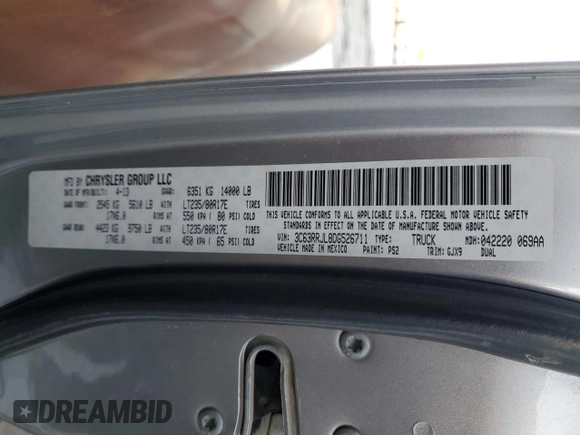 MFD BY CHRYSLER GROUP LLC
DATE OF MFR/BUILT: 4-13 GVWR: 6351 KG 14000 LB
GAWR FRONT: 2545 KG 5610 LB WITH LT235/80R17E TIRES
17X6.0 RIMS AT 550 KPA ( 80 PSI) COLD
GAWR REAR: 4423 KG 9750 LB WITH LT235/80R17E TIRES
17X6.0 RIMS AT 450 KPA ( 65 PSI) COLD
THIS VEHICLE CONFORMS TO ALL APPLICABLE U.S.A. FEDERAL MOTOR VEHICLE SAFETY
STANDARDS IN EFFECT ON THE DATE OF MANUFACTURE SHOWN ABOVE.
VIN: 3C63RRJL8DG526711 TYPE: TRUCK MDH: 042220 069AA
VEHICLE MADE IN MEXICO PAINT: PS2 TRIM: GJX9 DUAL
DREAMBID